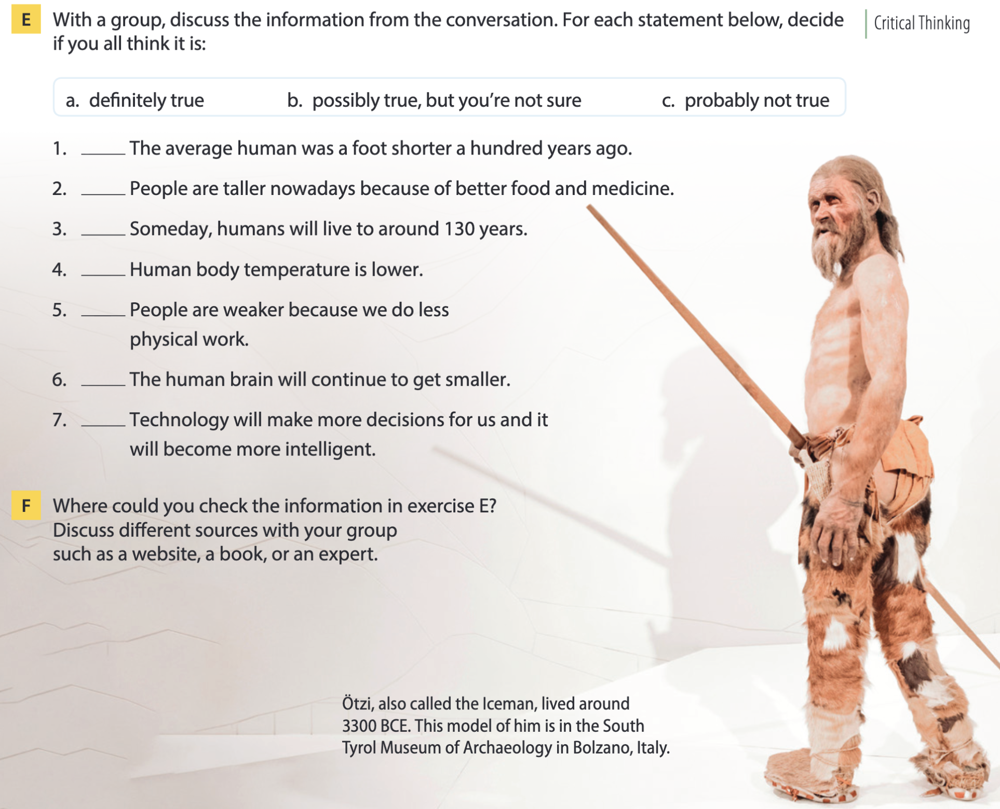 E With a group, discuss the information from the conversation. For each statement below, decide
if you all think it is:
Critical Thinking
a. definitely true b. possibly true, but you're not sure c. probably not true
1. _____ The average human was a foot shorter a hundred years ago.
2. _____ People are taller nowadays because of better food and medicine.
3. _____ Someday, humans will live to around 130 years.
4. _____ Human body temperature is lower.
5. _____ People are weaker because we do less
physical work.
6. _____ The human brain will continue to get smaller.
7. _____ Technology will make more decisions for us and it
will become more intelligent.
F Where could you check the information in exercise E?
Discuss different sources with your group
such as a website, a book, or an expert.
Ötzi, also called the Iceman, lived around
3300 BCE. This model of him is in the South
Tyrol Museum of Archaeology in Bolzano, Italy.